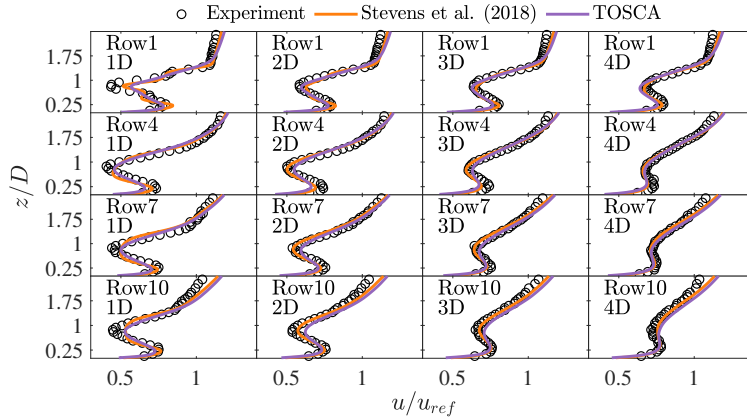 Experiment Stevens et al. (2018) TOSCA
1.75
1
0.25
Row1
1D
Row1
2D
Row1
3D
Row1
4D
1.75
1
0.25
Row4
1D
Row4
2D
Row4
3D
Row4
4D
z/D
1.75
1
0.25
Row7
1D
Row7
2D
Row7
3D
Row7
4D
1.75
1
0.25
Row10
1D
Row10
2D
Row10
3D
Row10
4D
0.5 1 0.5 1 0.5 1 0.5 1
u/u_ref